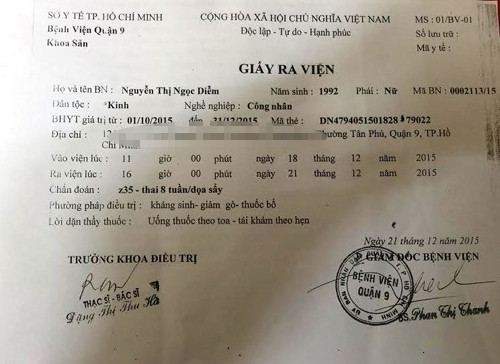 SỞ Y TẾ TP. HỒ CHÍ MINH
Bệnh Viện Quận 9
Khoa Sản
CỘNG HÒA XÃ HỘI CHỦ NGHĨA VIỆT NAM
Độc lập - Tự do - Hạnh phúc
MS : 01/BV-01
Số lưu trữ :
Mã y tế :
GIẤY RA VIỆN
Họ và tên BN : Nguyễn Thị Ngọc Diễm Năm sinh : 1992 Phái : Nữ Mã BN : 0002113/15
Dân tộc : *Kinh Nghề nghiệp : Công nhân
BHYT giá trị từ : 01/10/2015 đến 31/12/2015 Mã thẻ : DN4794051501828 79022
Địa chỉ : 12 Phường Tân Phú, Quận 9, TP.Hồ
Chí Minh
Vào viện lúc : 11 giờ 00 phút ngày 18 tháng 12 năm 2015
Ra viện lúc : 16 giờ 00 phút ngày 21 tháng 12 năm 2015
Chẩn đoán : z35 - thai 8 tuần/dọa sẩy
Phương pháp điều trị : kháng sinh- giảm gò- thuốc bổ
Lời dặn thầy thuốc : Uống thuốc theo toa - tái khám theo hẹn
Ngày 21 tháng 12 năm 2015
TRƯỞNG KHOA ĐIỀU TRỊ
GIÁM ĐỐC BỆNH VIỆN
BỆNH VIỆN
QUẬN 9
THẠC SĨ - BÁC SĨ
Đặng Thị Thu Hà
BS. Phan Thị Thanh